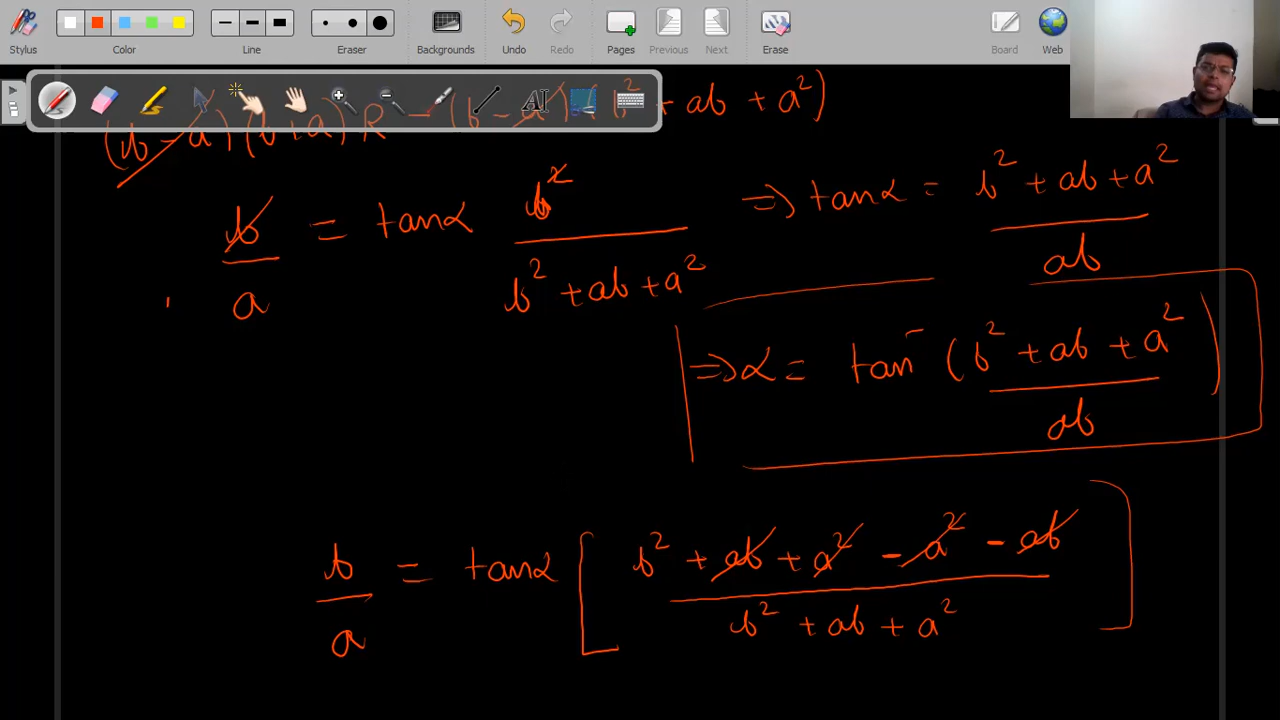 Stylus Color Line Eraser Backgrounds Undo Redo Pages Previous Next Erase Board Web
(b - a)(b + a) R - (b - a)(b² + ab + a²)
b/a = tanα b²/(b² + ab + a²)
⇒ tanα = (b² + ab + a²)/ab
⇒ α = tan⁻ ((b² + ab + a²)/ab)
b/a = tanα [(b² + ab + a² - a² - ab)/(b² + ab + a²)]